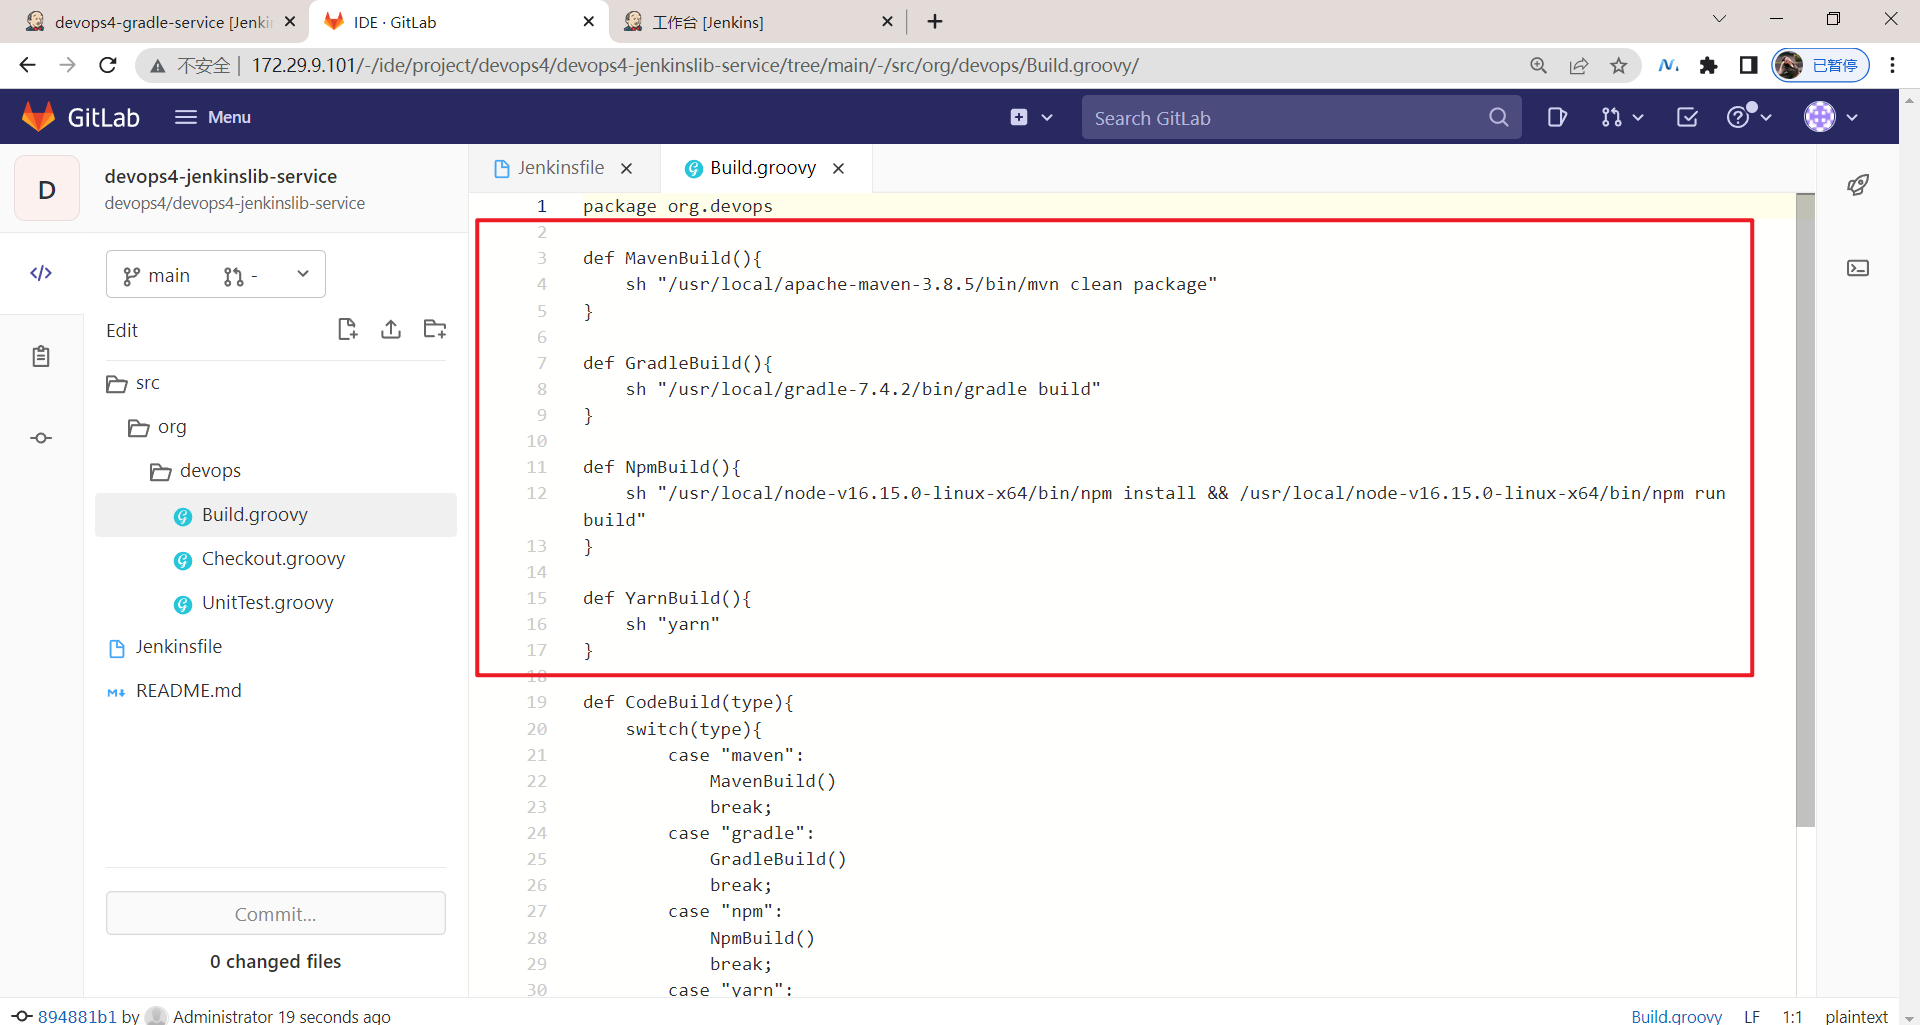 devops4-gradle-service [Jenki
IDE · GitLab
工作台 [Jenkins]
不安全
172.29.9.101/-/ide/project/devops4/devops4-jenkinslib-service/tree/main/-/src/org/devops/Build.groovy/
已暂停
GitLab
Menu
Search GitLab
D
devops4-jenkinslib-service
devops4/devops4-jenkinslib-service
main
-
Edit
src
org
devops
Build.groovy
Checkout.groovy
UnitTest.groovy
Jenkinsfile
README.md
Commit...
0 changed files
Jenkinsfile
Build.groovy
1 package org.devops
2
3 def MavenBuild(){
4     sh "/usr/local/apache-maven-3.8.5/bin/mvn clean package"
5 }
6
7 def GradleBuild(){
8     sh "/usr/local/gradle-7.4.2/bin/gradle build"
9 }
10
11 def NpmBuild(){
12     sh "/usr/local/node-v16.15.0-linux-x64/bin/npm install && /usr/local/node-v16.15.0-linux-x64/bin/npm run
build"
13 }
14
15 def YarnBuild(){
16     sh "yarn"
17 }
18
19 def CodeBuild(type){
20     switch(type){
21         case "maven":
22             MavenBuild()
23             break;
24         case "gradle":
25             GradleBuild()
26             break;
27         case "npm":
28             NpmBuild()
29             break;
30         case "yarn":
894881b1 by Administrator 19 seconds ago
Build.groovy LF 1:1 plaintext